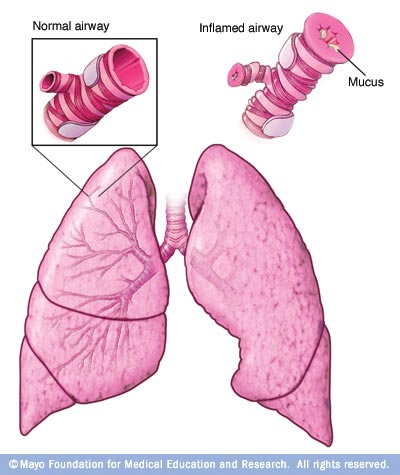 Normal airway
Inflamed airway
Mucus
© Mayo Foundation for Medical Education and Research. All rights reserved.